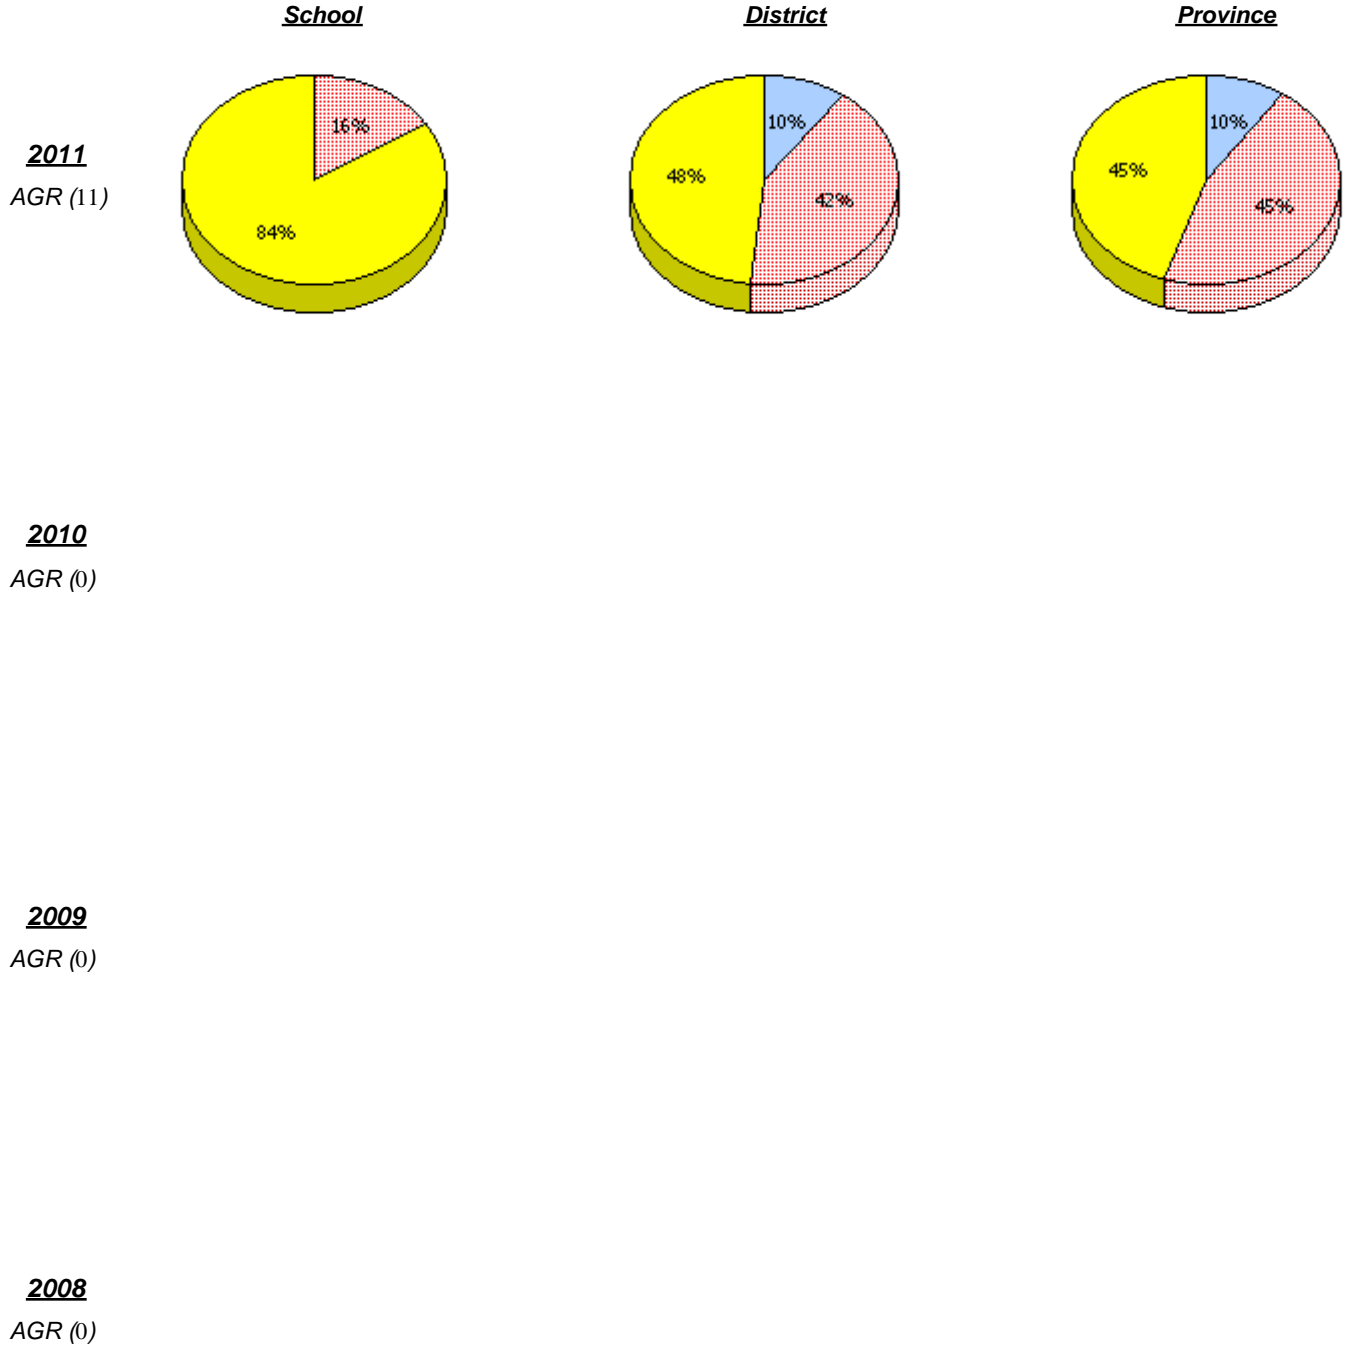 School District Province
10% 10%
16%
2011
45%
48%
AGR (11)
42% 45%
84%
2010
AGR (0)
2009
AGR (0)
2008
AGR (0)